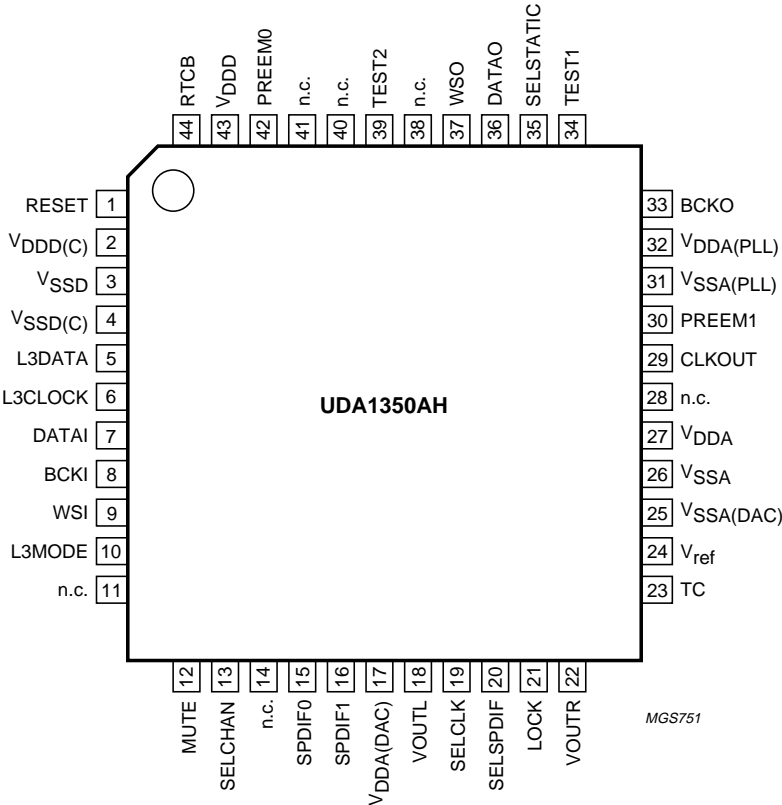 RTCB
VDDD
PREEM0
n.c.
n.c.
TEST2
n.c.
WSO
DATAO
SELSTATIC
TEST1
44 43 42 41 40 39 38 37 36 35 34
RESET 1
VDDD(C) 2
VSSD 3
VSSD(C) 4
L3DATA 5
L3CLOCK 6
DATAI 7
BCKI 8
WSI 9
L3MODE 10
n.c. 11
UDA1350AH
33 BCKO
32 VDDA(PLL)
31 VSSA(PLL)
30 PREEM1
29 CLKOUT
28 n.c.
27 VDDA
26 VSSA
25 VSSA(DAC)
24 Vref
23 TC
12 13 14 15 16 17 18 19 20 21 22
MUTE
SELCHAN
n.c.
SPDIF0
SPDIF1
VDDA(DAC)
VOUTL
SELCLK
SELSPDIF
LOCK
VOUTR
MGS751